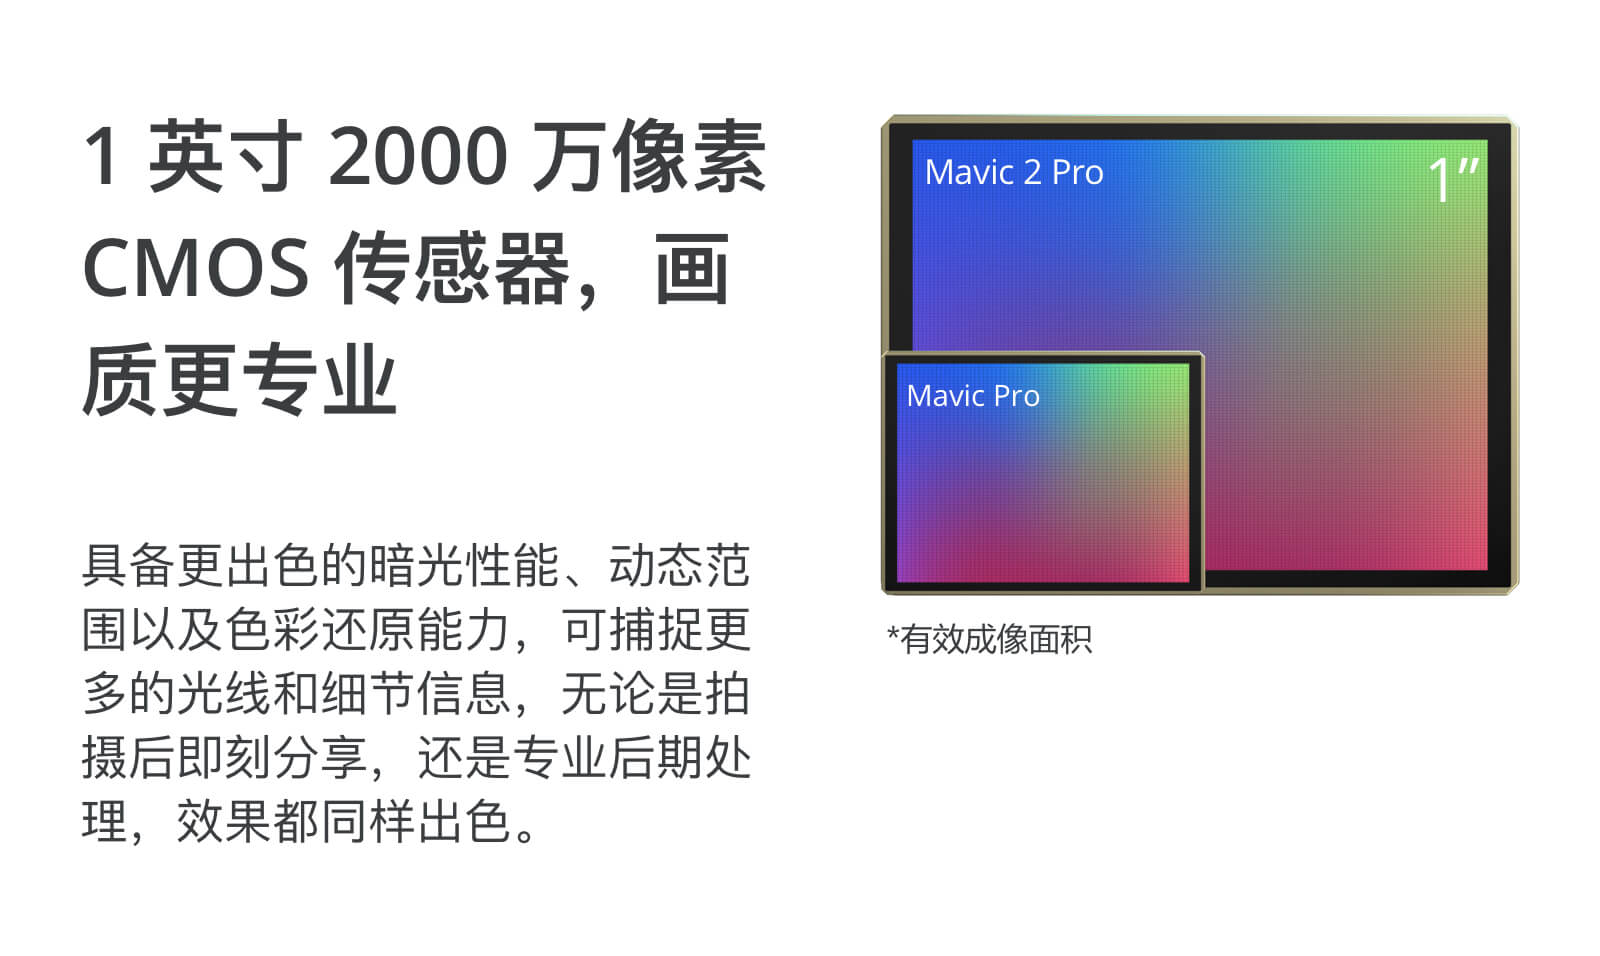 1 英寸 2000 万像素
CMOS 传感器，画
质更专业
具备更出色的暗光性能、动态范
围以及色彩还原能力，可捕捉更
多的光线和细节信息，无论是拍
摄后即刻分享，还是专业后期处
理，效果都同样出色。
Mavic 2 Pro
1”
Mavic Pro
*有效成像面积